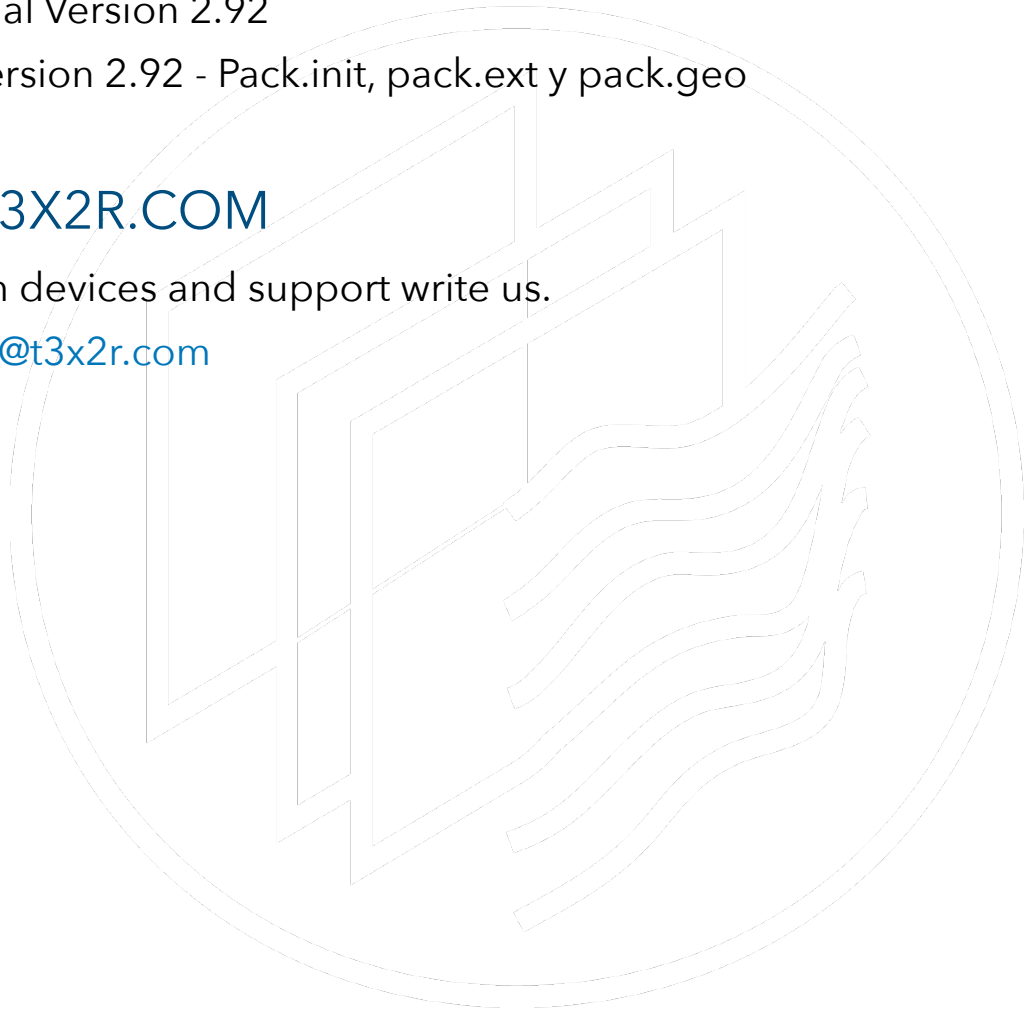 al Version 2.92
ersion 2.92 - Pack.init, pack.ext y pack.geo
3X2R.COM
n devices and support write us.
@t3x2r.com